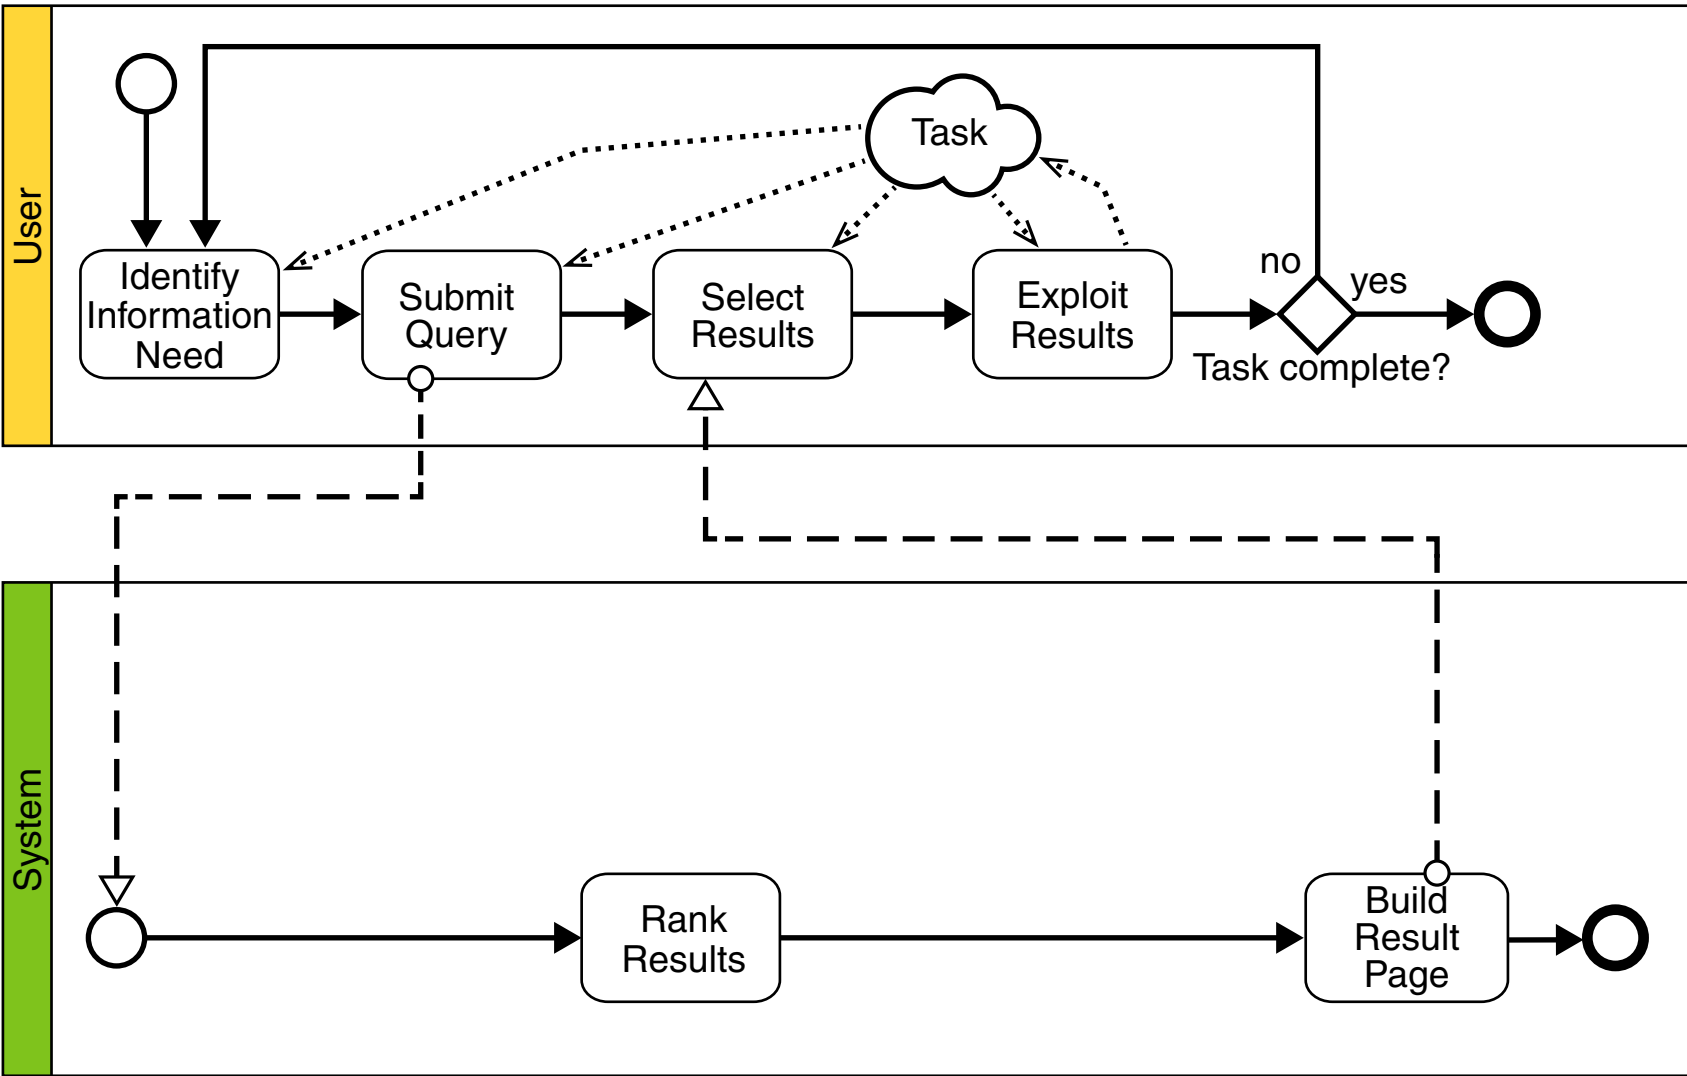 User
Task
Identify
Information
Need
Submit
Query
Select
Results
Exploit
Results
no
yes
Task complete?
System
Rank
Results
Build
Result
Page